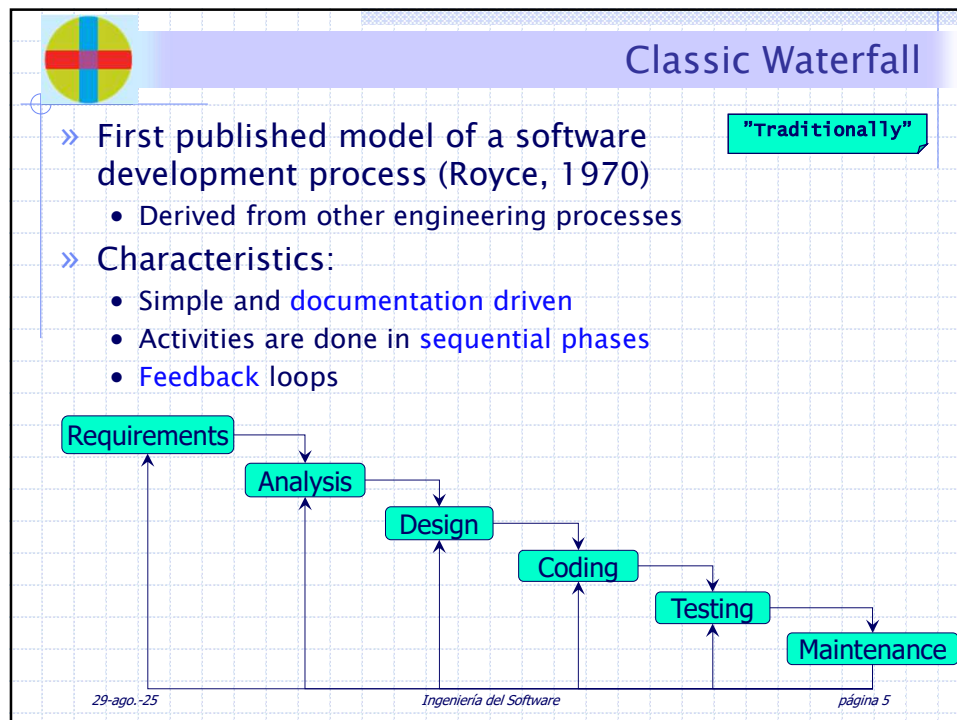 Classic Waterfall
» First published model of a software
development process (Royce, 1970)
"Traditionally"
• Derived from other engineering processes
» Characteristics:
• Simple and documentation driven
• Activities are done in sequential phases
• Feedback loops
Requirements
Analysis
Design
Coding
Testing
Maintenance
29-ago.-25 Ingeniería del Software página 5